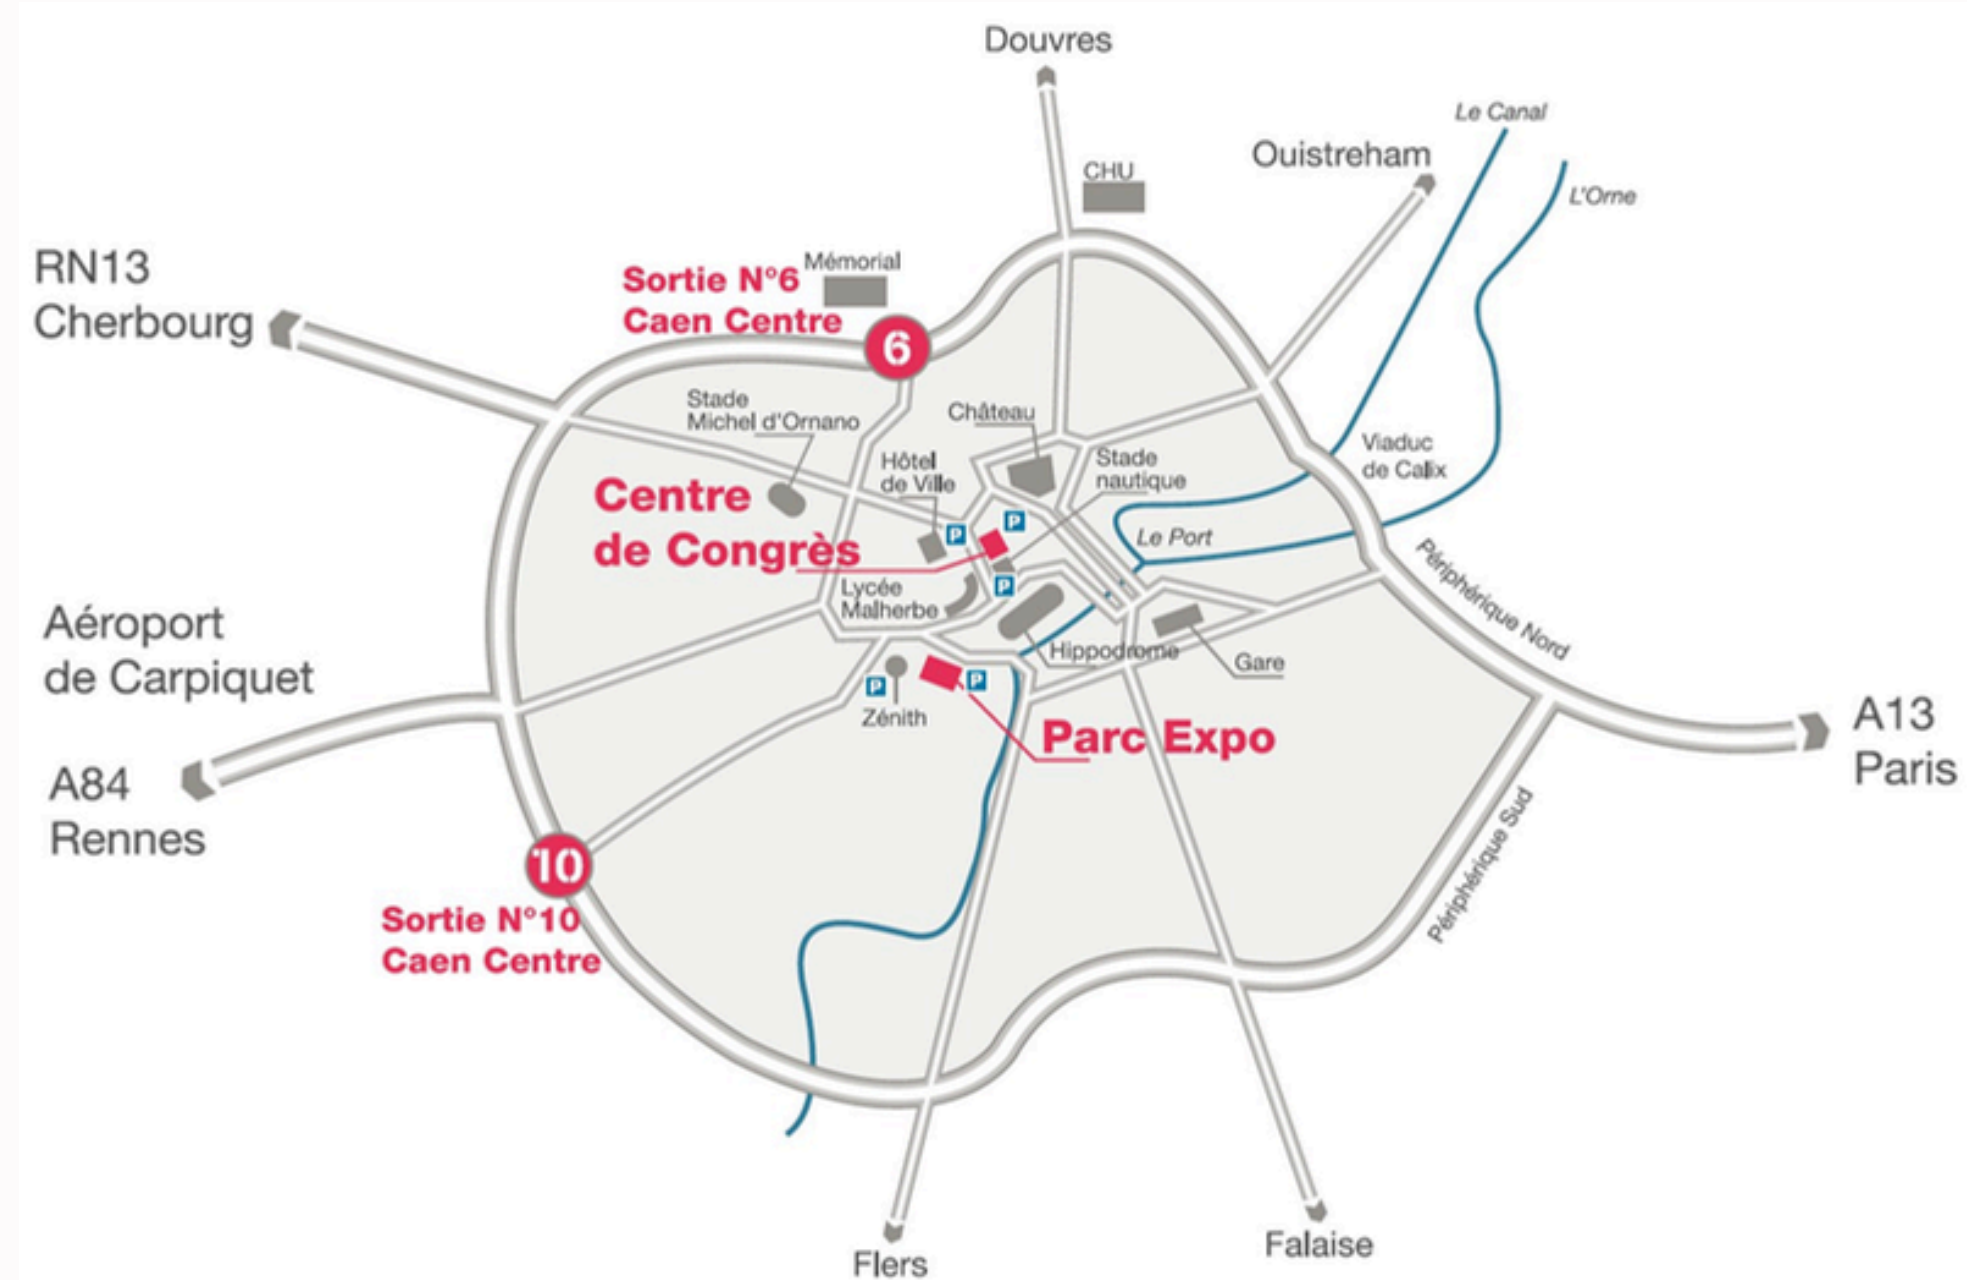 Douvres
Le Canal
Ouistreham
CHU
L'Orne
RN13
Cherbourg
Mémorial
Sortie N°6
Caen Centre
6
Stade
Michel d'Ornano
Château
Hôtel
de Ville
Stade
nautique
Viaduc
de Calix
Centre
de Congrès
P
P
Le Port
Périphérique Nord
Lycée
Malherbe
P
Aéroport
de Carpiquet
Hippodrome
Gare
P
P
Zénith
Parc Expo
A13
Paris
A84
Rennes
Périphérique Sud
10
Sortie N°10
Caen Centre
Flers
Falaise